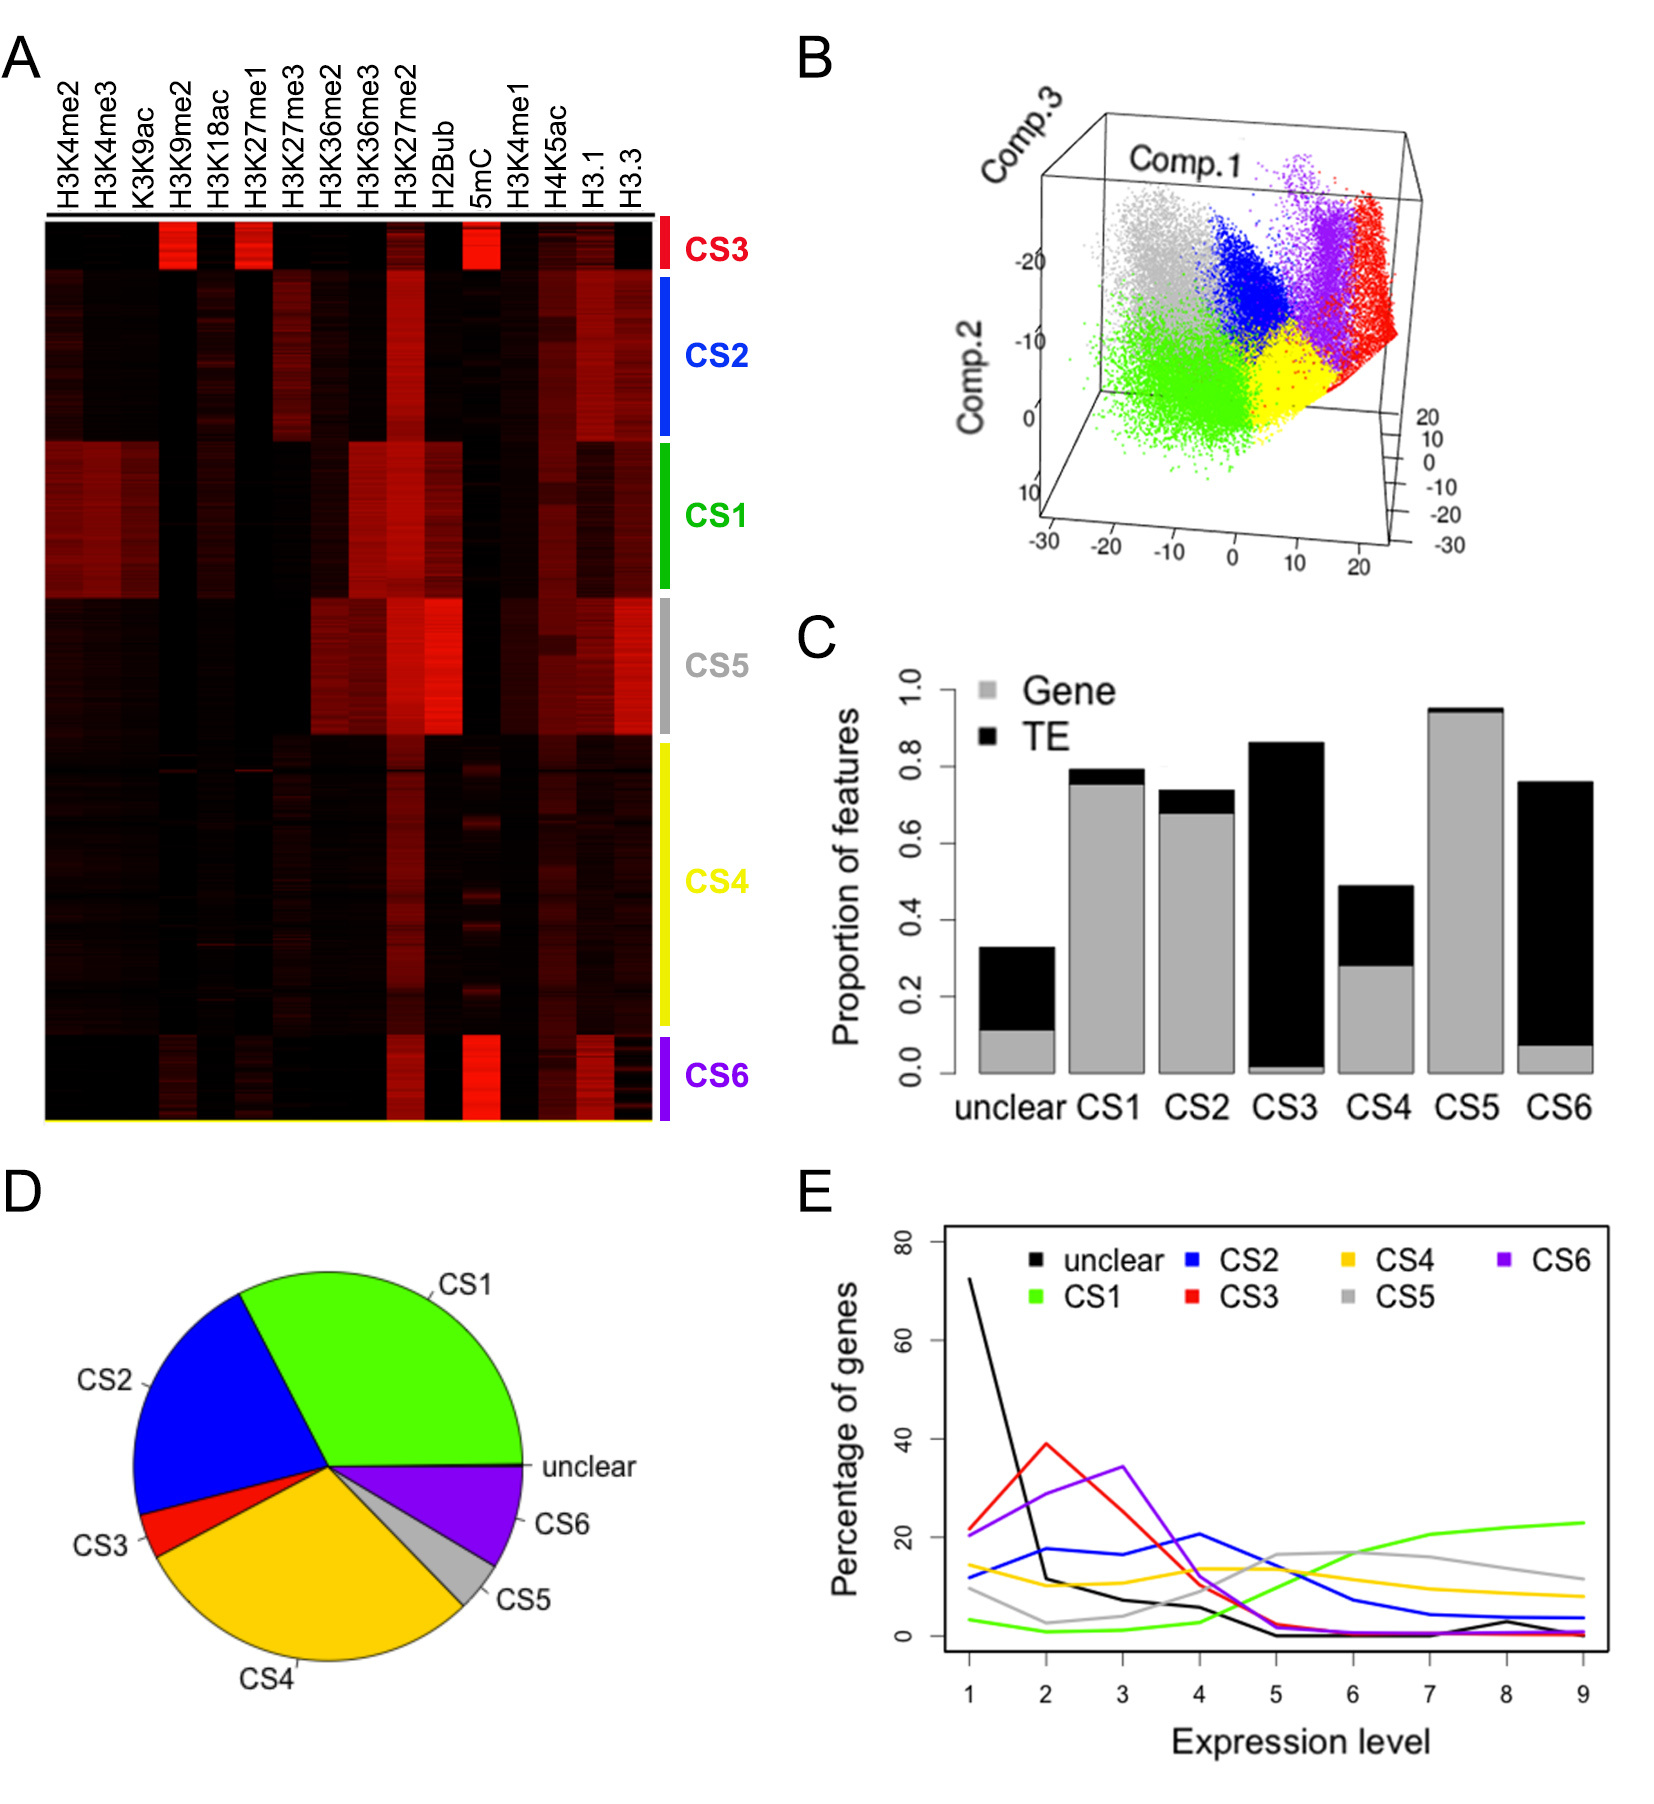 A
H3K4me2
H3K4me3
K3K9ac
H3K9me2
H3K18ac
H3K27me1
H3K27me3
H3K36me2
H3K36me3
H3K27me2
H2Bub
5mC
H3K4me1
H4K5ac
H3.1
H3.3
CS3
CS2
CS1
CS5
CS4
CS6
B
Comp.3
Comp.1
Comp.2
-20
-10
0
10
-30
-20
-10
0
10
20
20
10
0
-10
-20
-30
C
Proportion of features
1.0
0.8
0.6
0.4
0.2
0.0
Gene
TE
unclear CS1 CS2 CS3 CS4 CS5 CS6
D
CS1
CS2
unclear
CS6
CS3
CS5
CS4
E
Percentage of genes
80
60
40
20
0
unclear CS2 CS4 CS6
CS1 CS3 CS5
1 2 3 4 5 6 7 8 9
Expression level